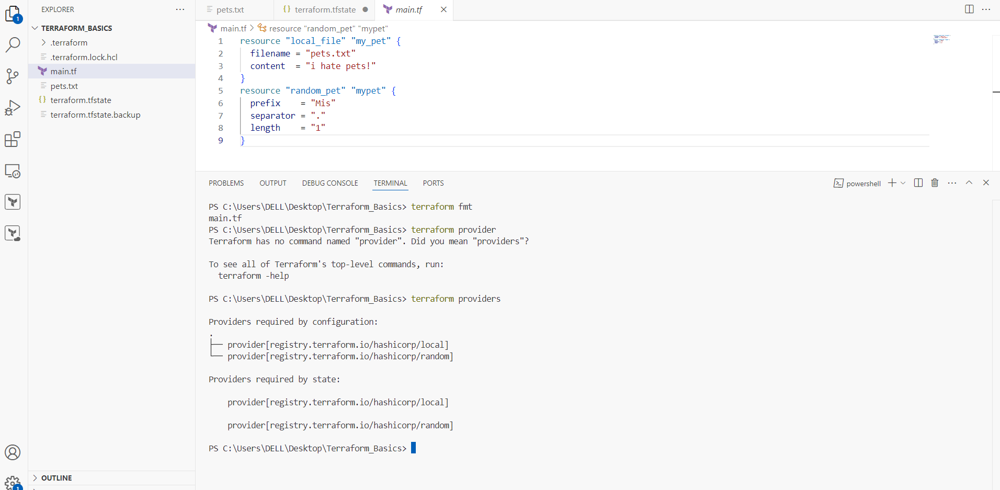 EXPLORER
TERRAFORM_BASICS
.terraform
.terraform.lock.hcl
main.tf
pets.txt
terraform.tfstate
terraform.tfstate.backup
OUTLINE
1
1
pets.txt
terraform.tfstate
main.tf
main.tf > resource "random_pet" "mypet"
1 resource "local_file" "my_pet" {
2 filename = "pets.txt"
3 content  = "i hate pets!"
4 }
5 resource "random_pet" "mypet" {
6 prefix    = "Mis"
7 separator = "."
8 length    = "1"
9 }
PROBLEMS OUTPUT DEBUG CONSOLE TERMINAL PORTS
powershell
PS C:\Users\DELL\Desktop\Terraform_Basics> terraform fmt
main.tf
PS C:\Users\DELL\Desktop\Terraform_Basics> terraform provider
Terraform has no command named "provider". Did you mean "providers"?
To see all of Terraform's top-level commands, run:
terraform -help
PS C:\Users\DELL\Desktop\Terraform_Basics> terraform providers
Providers required by configuration:
.
├── provider[registry.terraform.io/hashicorp/local]
└── provider[registry.terraform.io/hashicorp/random]
Providers required by state:
provider[registry.terraform.io/hashicorp/local]
provider[registry.terraform.io/hashicorp/random]
PS C:\Users\DELL\Desktop\Terraform_Basics>